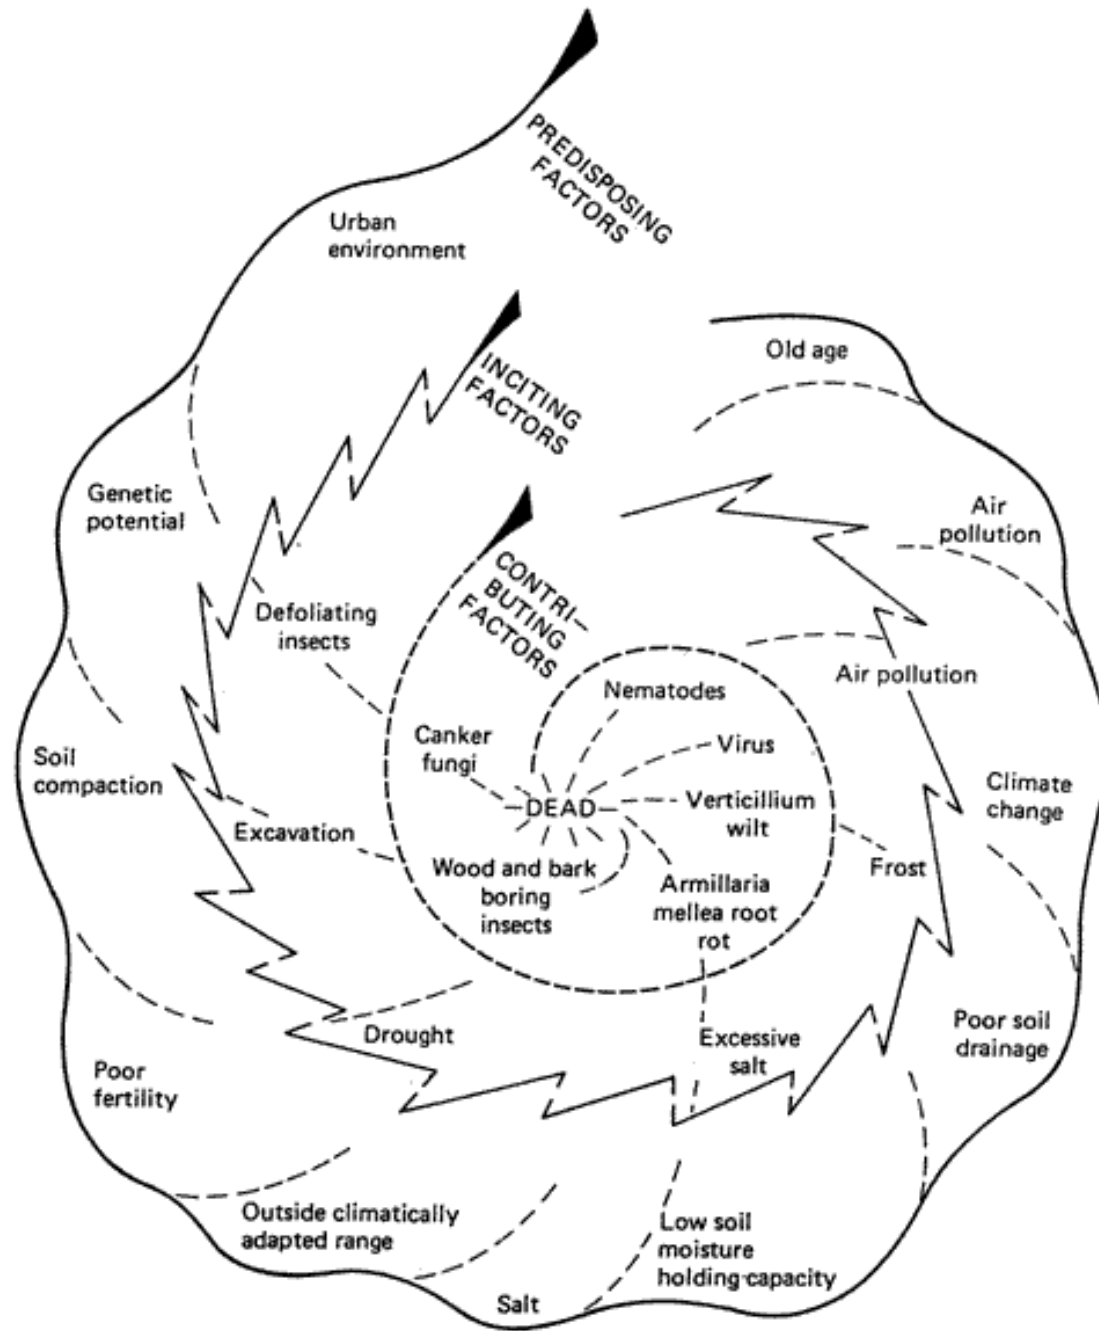 PREDISPOSING
FACTORS
Urban
environment
INCITING
FACTORS
Old age
Genetic
potential
Air
pollution
CONTRI—
BUTING
FACTORS
Defoliating
insects
Air pollution
Nematodes
Canker
fungi
Virus
Soil
compaction
Climate
change
DEAD
Verticillium
wilt
Excavation
Wood and bark
boring
insects
Armillaria
mellea root
rot
Frost
Drought
Excessive
salt
Poor soil
drainage
Poor
fertility
Outside climatically
adapted range
Low soil
moisture
holding capacity
Salt